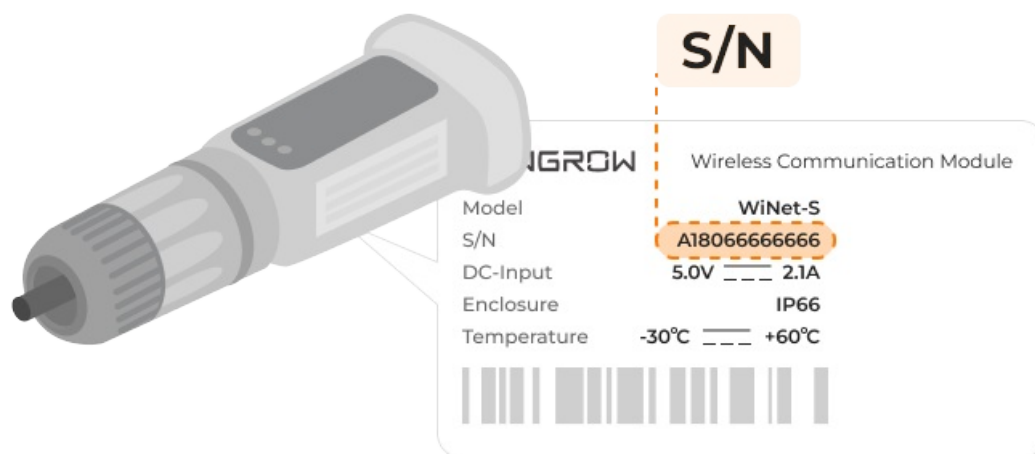 S/N
NGROW
Wireless Communication Module
Model WiNet-S
S/N A18066666666
DC-Input 5.0V 2.1A
Enclosure IP66
Temperature -30°C +60°C